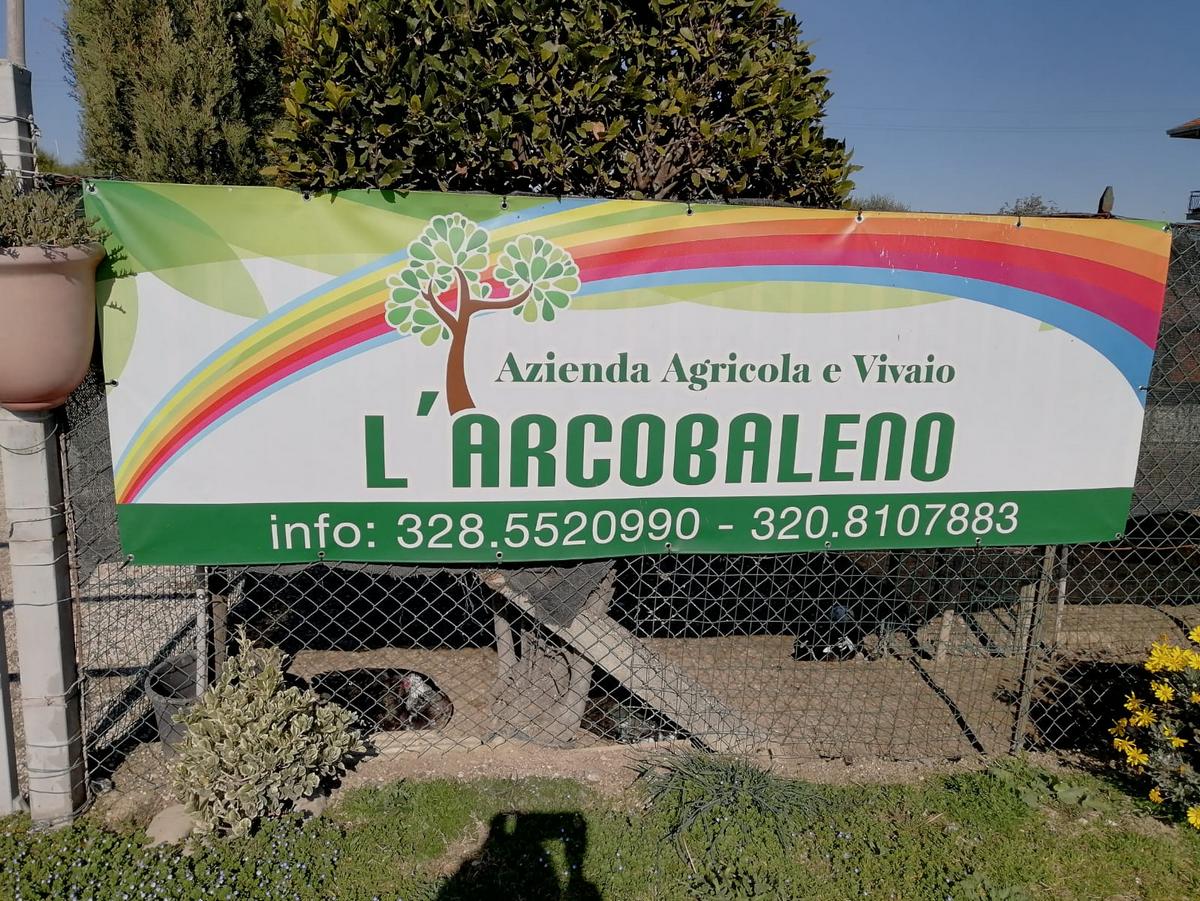 Azienda Agricola e Vivaio
L'ARCOBALENO
info: 328.5520990 - 320.8107883